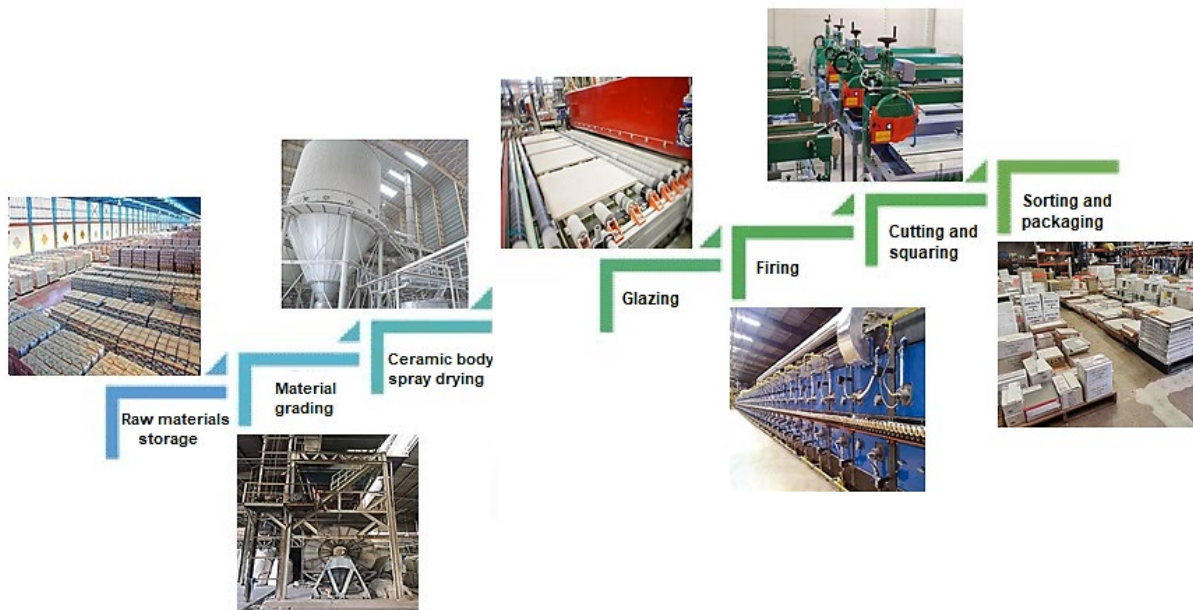 Raw materials
storage
Material
grading
Ceramic body
spray drying
Glazing
Firing
Cutting and
squaring
Sorting and
packaging